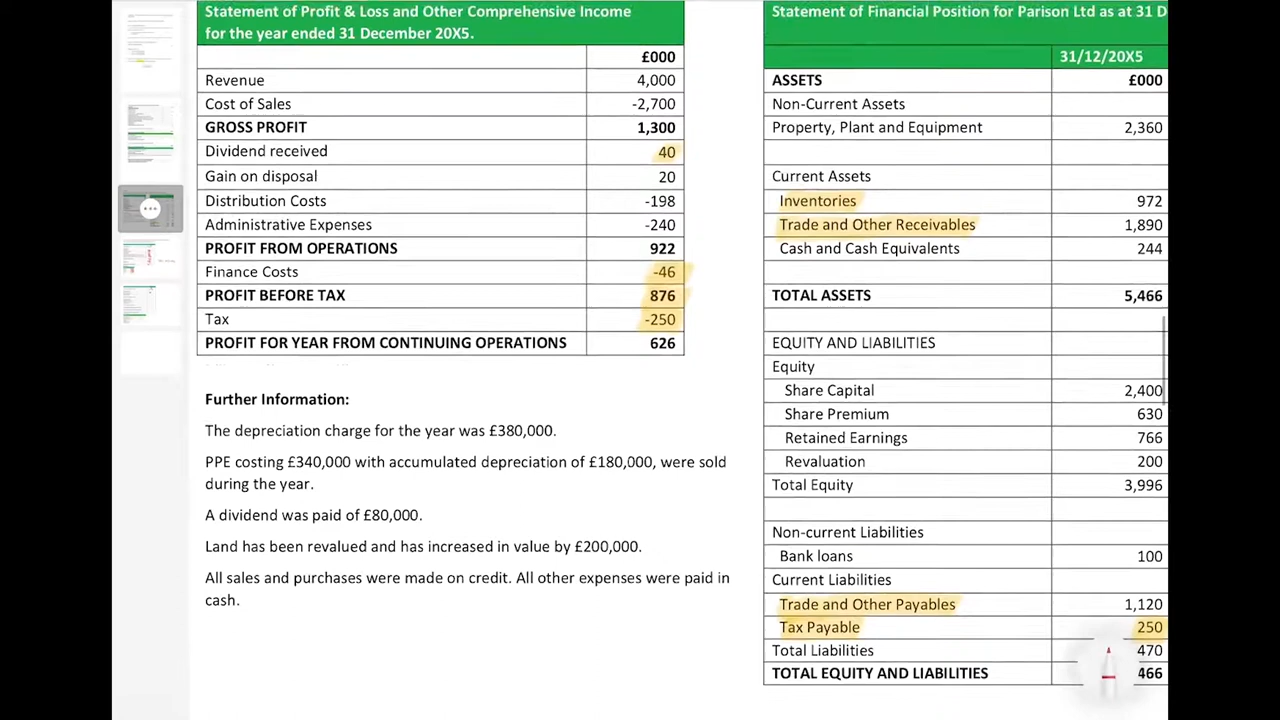 Statement of Profit & Loss and Other Comprehensive Income
for the year ended 31 December 20X5.
£000
Revenue 4,000
Cost of Sales -2,700
GROSS PROFIT
Dividend received 40
Gain on disposal 20
Distribution Costs -198
Administrative Expenses -240
PROFIT FROM OPERATIONS 922
Finance Costs -46
PROFIT BEFORE TAX 876
Tax -250
PROFIT FOR YEAR FROM CONTINUING OPERATIONS 626
Further Information:
The depreciation charge for the year was £380,000.
PPE costing £340,000 with accumulated depreciation of £180,000, were sold
during the year.
A dividend was paid of £80,000.
Land has been revalued and has increased in value by £200,000.
All sales and purchases were made on credit. All other expenses were paid in
cash.
Statement of Financial Position for Ltd as at 31 D
31/12/20X5
ASSETS £000
Non-Current Assets
Property, Plant and Equipment 2,360
Current Assets
Inventories 972
Trade and Other Receivables 1,890
Cash and Cash Equivalents 244
TOTAL ASSETS 5,466
EQUITY AND LIABILITIES
Equity
Share Capital 2,400
Share Premium 630
Retained Earnings 766
Revaluation 200
Total Equity 3,996
Non-current Liabilities
Bank loans 100
Current Liabilities
Trade and Other Payables 1,120
Tax Payable 250
Total Liabilities 470
TOTAL EQUITY AND LIABILITIES 466